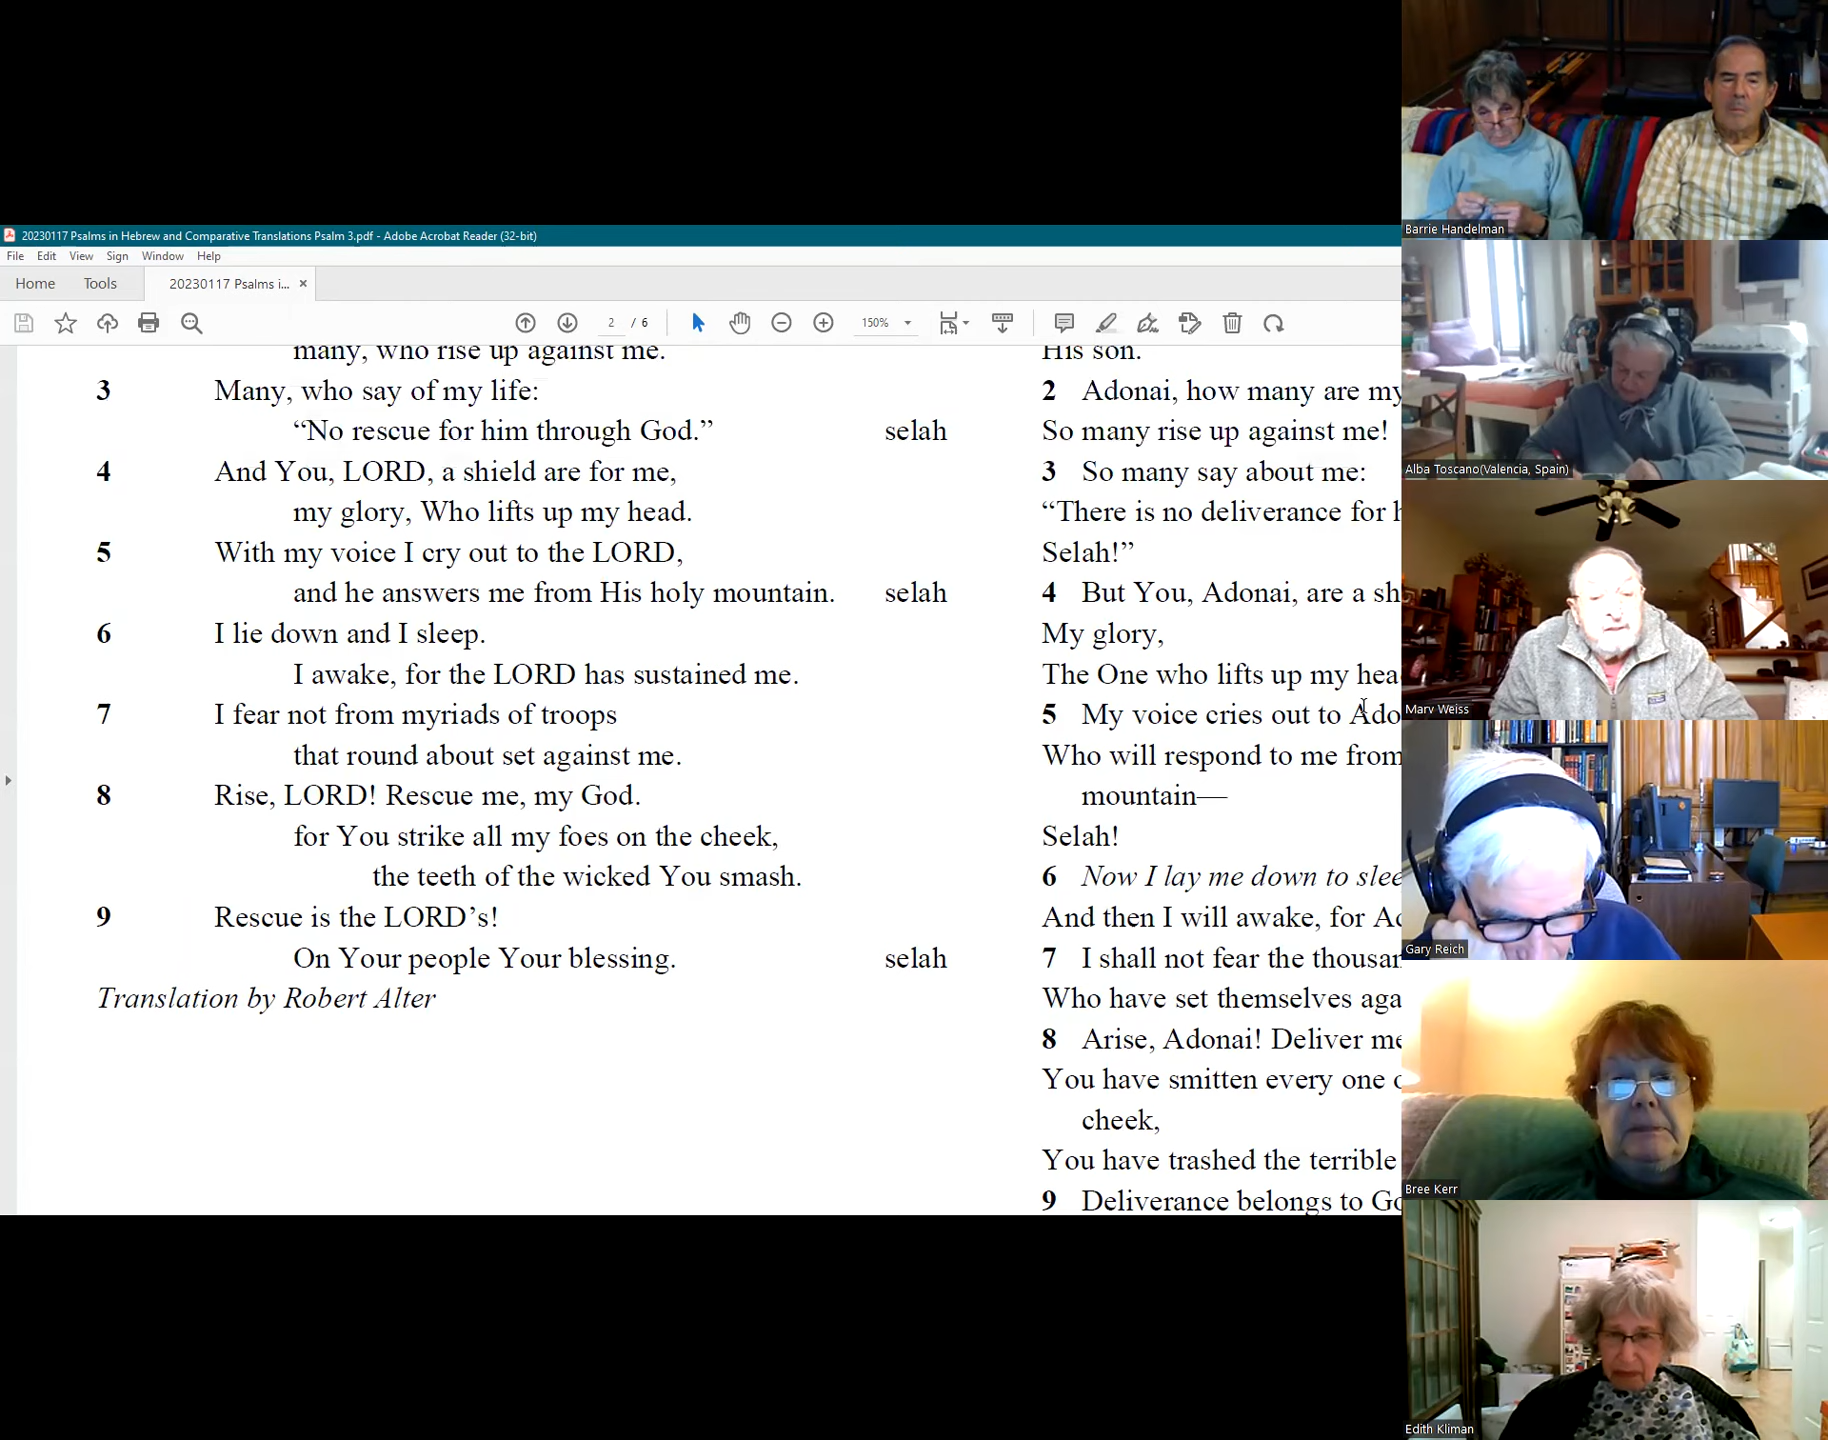 20230117 Psalms in Hebrew and Comparative Translations Psalm 3.pdf - Adobe Acrobat Reader (32-bit)
File Edit View Sign Window Help
Home Tools 20230117 Psalms i... ×
2 / 6 150%
many, who rise up against me.
3 Many, who say of my life:
“No rescue for him through God.” selah
4 And You, LORD, a shield are for me,
my glory, Who lifts up my head.
5 With my voice I cry out to the LORD,
and he answers me from His holy mountain. selah
6 I lie down and I sleep.
I awake, for the LORD has sustained me.
7 I fear not from myriads of troops
that round about set against me.
8 Rise, LORD! Rescue me, my God.
for You strike all my foes on the cheek,
the teeth of the wicked You smash.
9 Rescue is the LORD’s!
On Your people Your blessing. selah
Translation by Robert Alter
His son.
2 Adonai, how many are my
So many rise up against me!
3 So many say about me:
“There is no deliverance for
Selah!”
4 But You, Adonai, are a sh
My glory,
The One who lifts up my hea
5 My voice cries out to Ado
Who will respond to me from
mountain—
Selah!
6 Now I lay me down to slee
And then I will awake, for Ad
7 I shall not fear the thousan
Who have set themselves aga
8 Arise, Adonai! Deliver me
You have smitten every one
cheek,
You have trashed the terrible
9 Deliverance belongs to Go
Barrie Handelman
Alba Toscano(Valencia, Spain)
Marv Weiss
Gary Reich
Bree Kerr
Edith Kliman